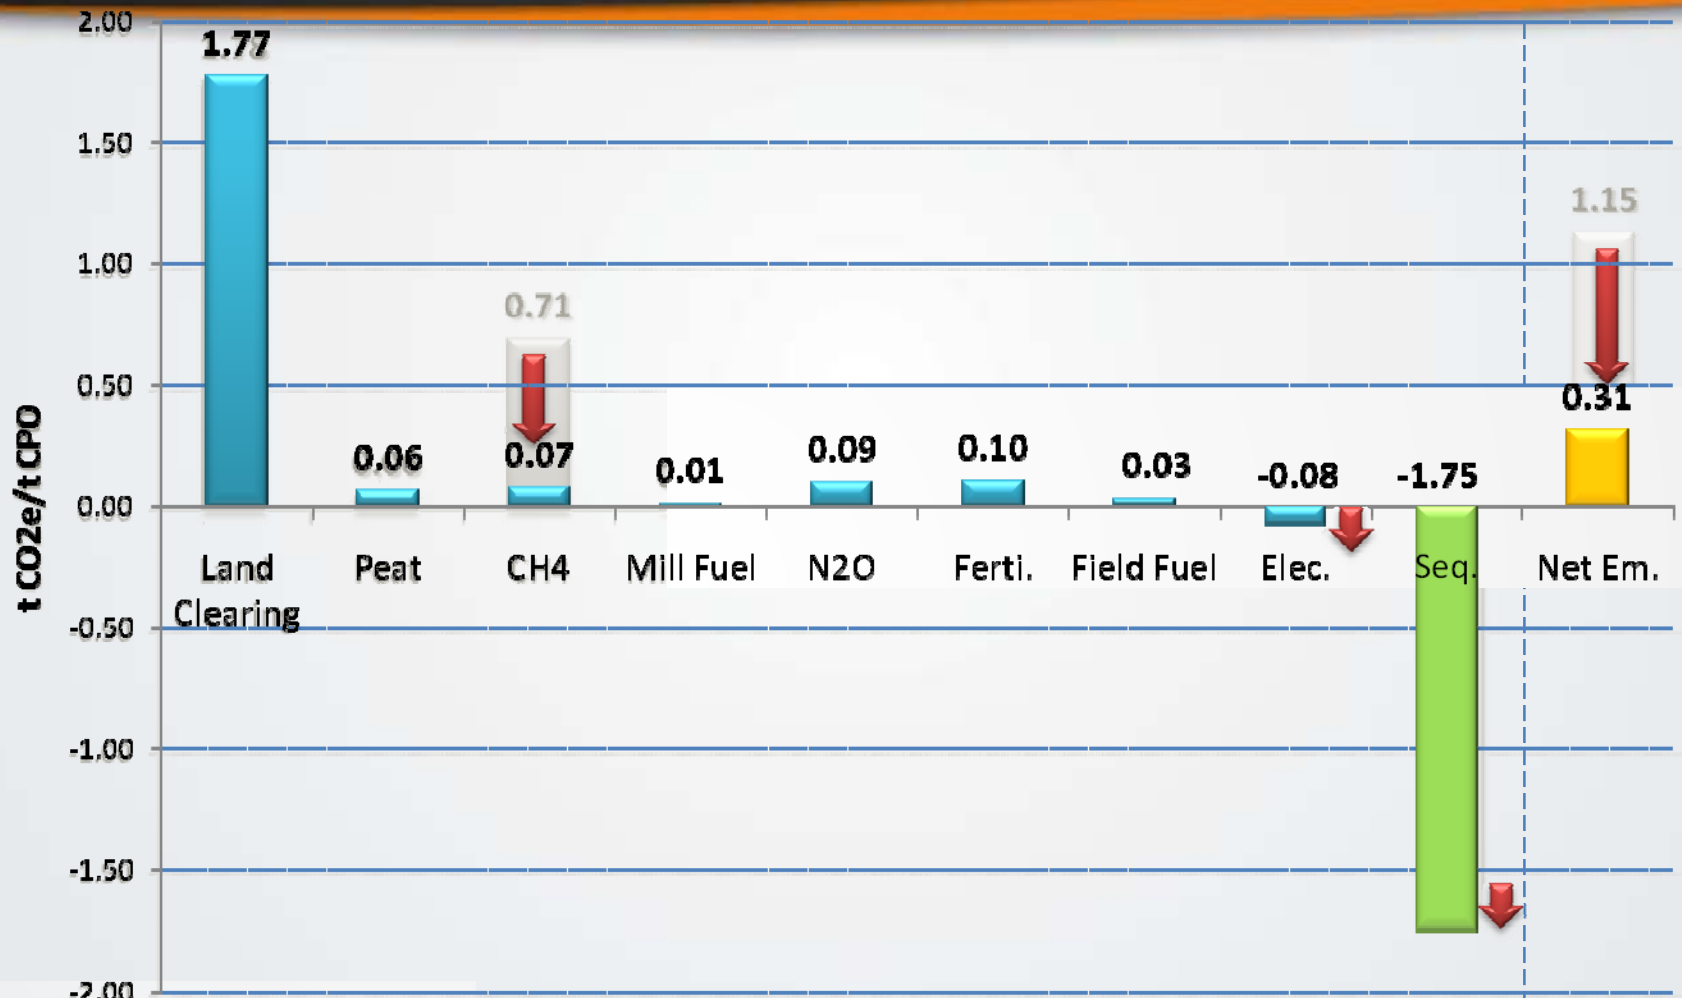 2.00
1.50
1.00
0.50
0.00
-0.50
-1.00
-1.50
-2.00
t CO2e/t CPO
1.77
0.06
0.71
0.07
0.01
0.09
0.10
0.03
-0.08
-1.75
1.15
0.31
Land
Clearing
Peat
CH4
Mill Fuel
N2O
Ferti.
Field Fuel
Elec.
Seq.
Net Em.